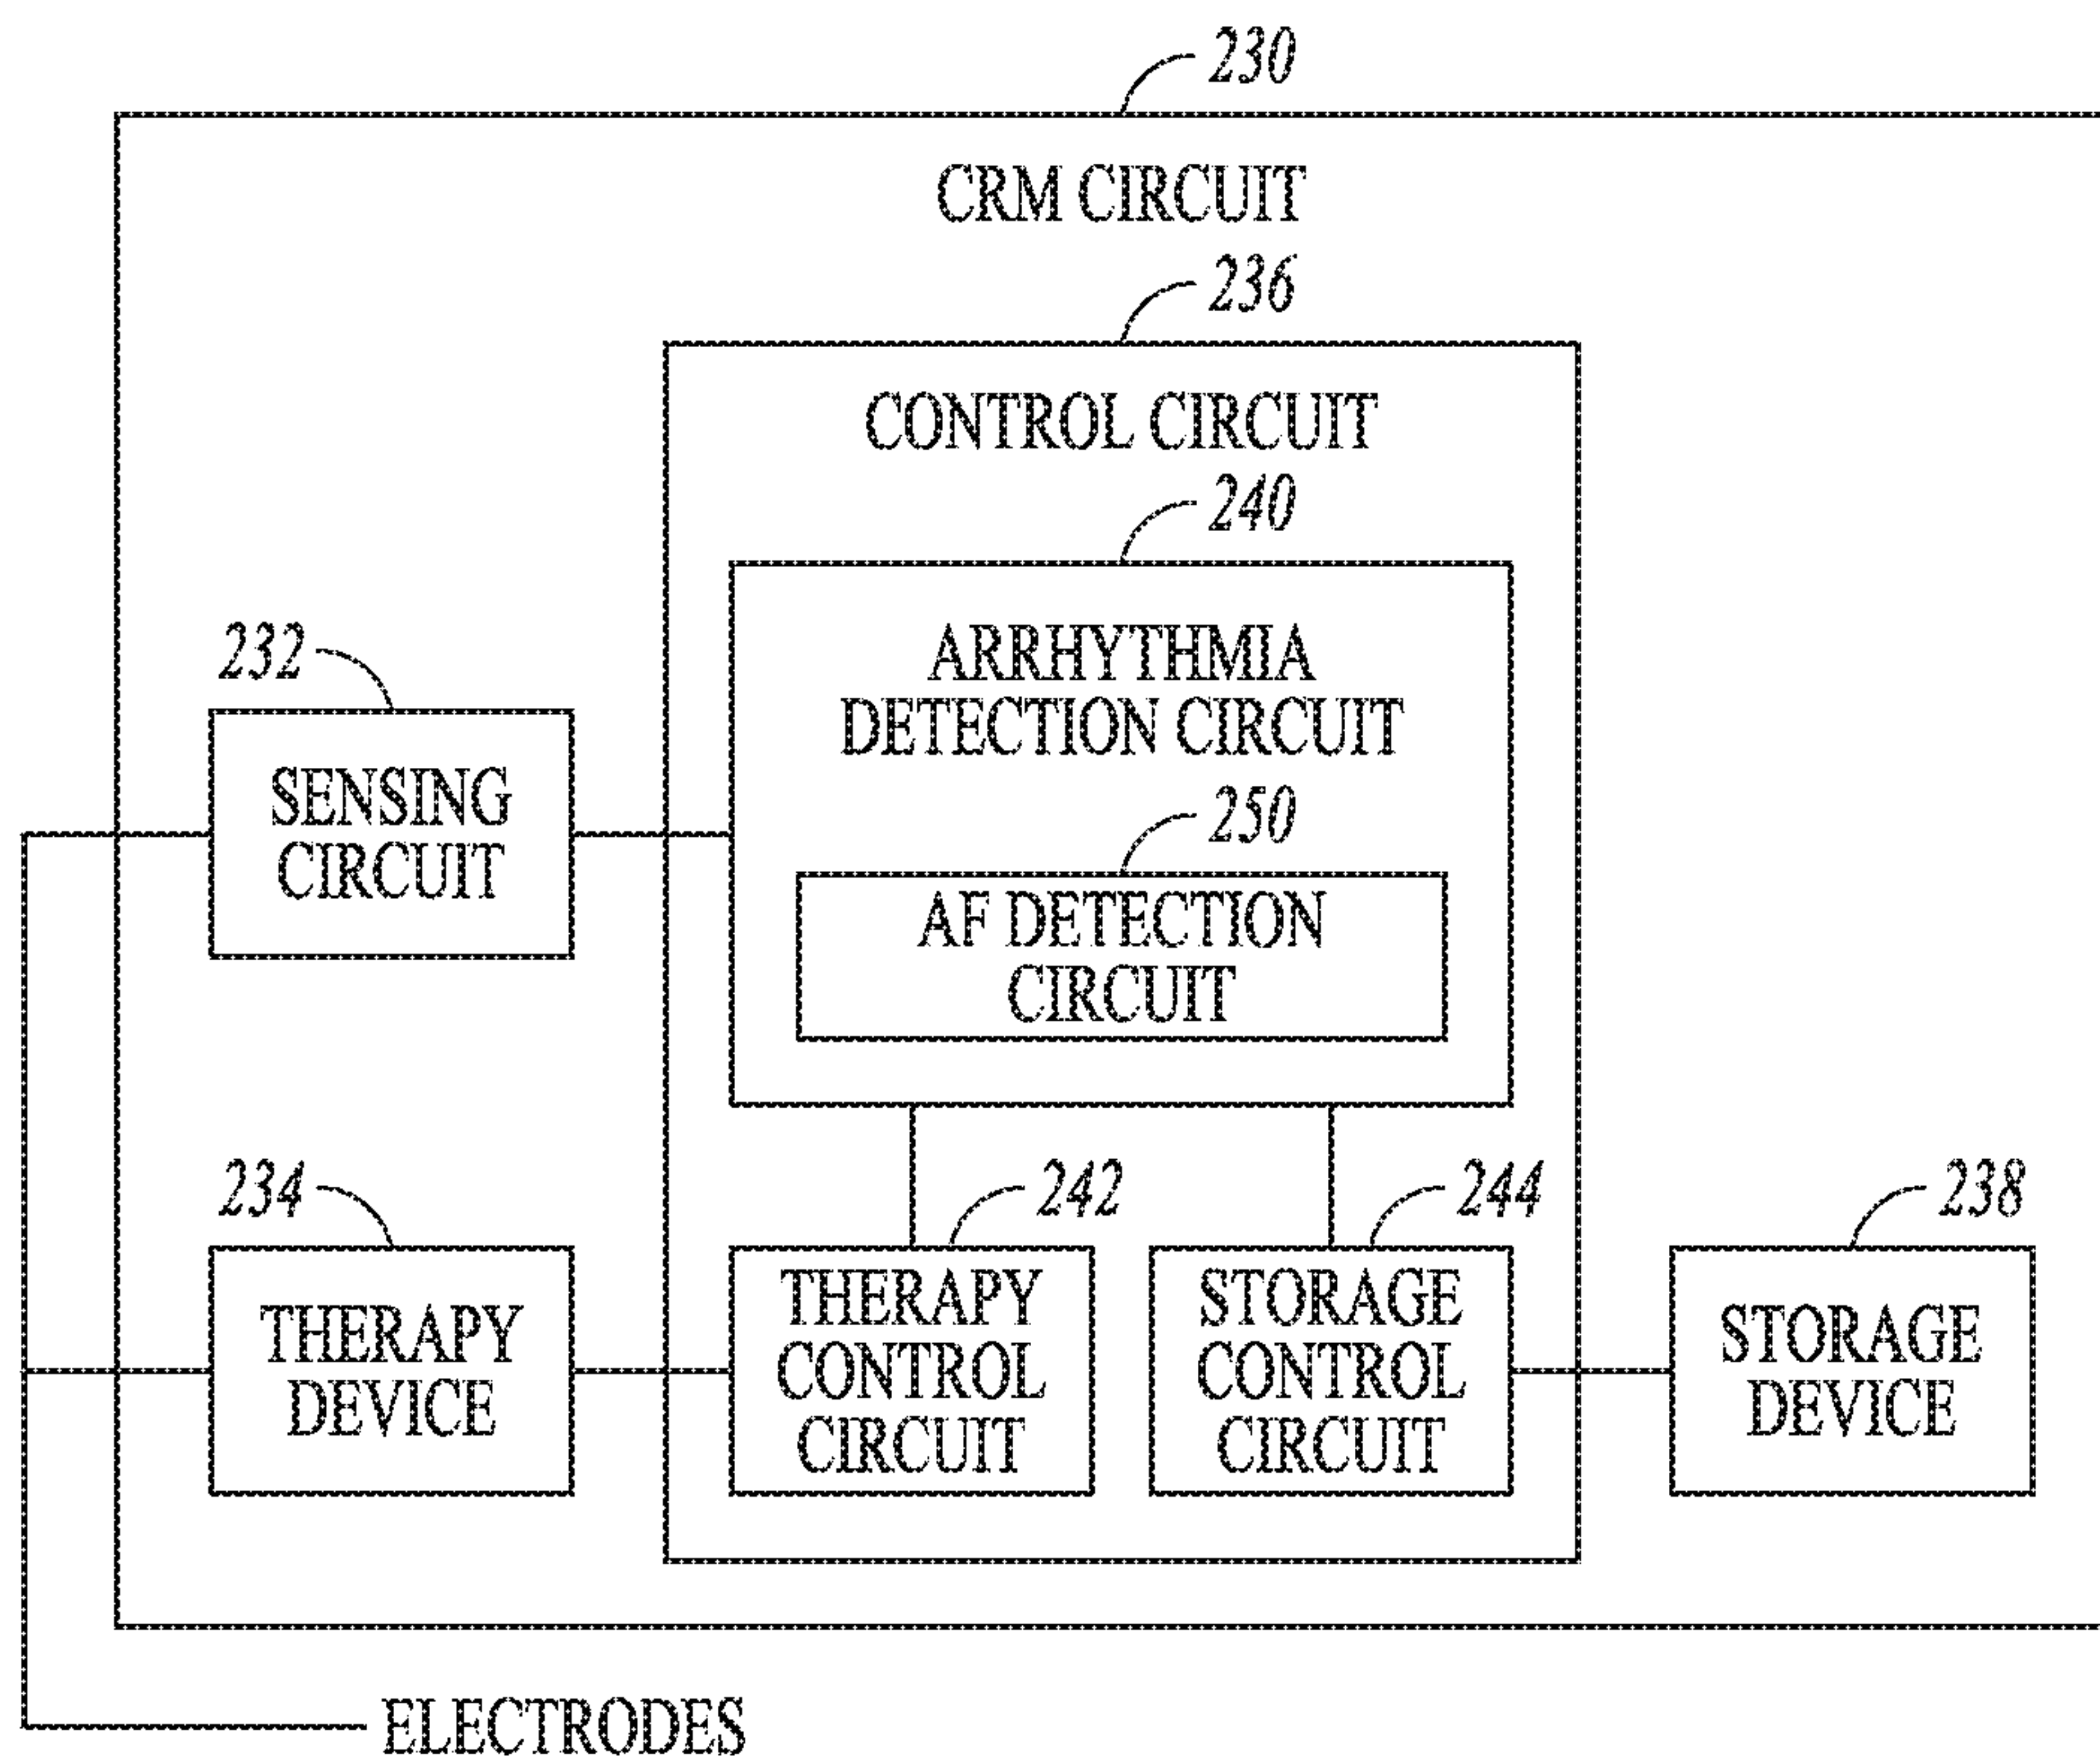 230
CRM CIRCUIT
236
CONTROL CIRCUIT
240
ARRHYTHMIA
DETECTION CIRCUIT
232
SENSING
CIRCUIT
250
AF DETECTION
CIRCUIT
234
THERAPY
DEVICE
242
THERAPY
CONTROL
CIRCUIT
244
STORAGE
CONTROL
CIRCUIT
238
STORAGE
DEVICE
ELECTRODES